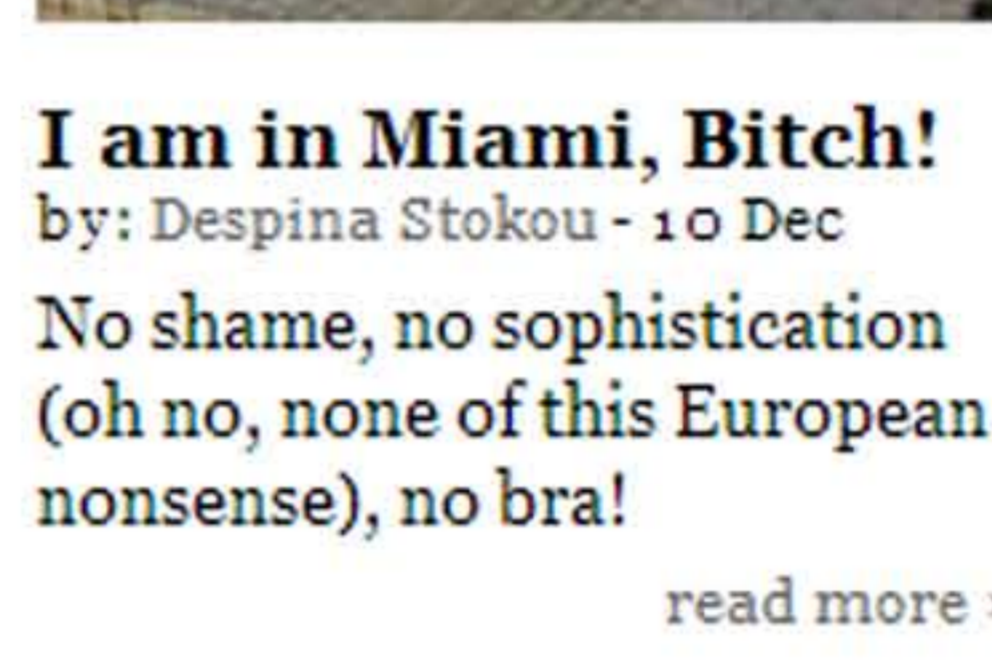 I am in Miami, Bitch!
by: Despina Stokou - 10 Dec
No shame, no sophistication
(oh no, none of this European
nonsense), no bra!
read more